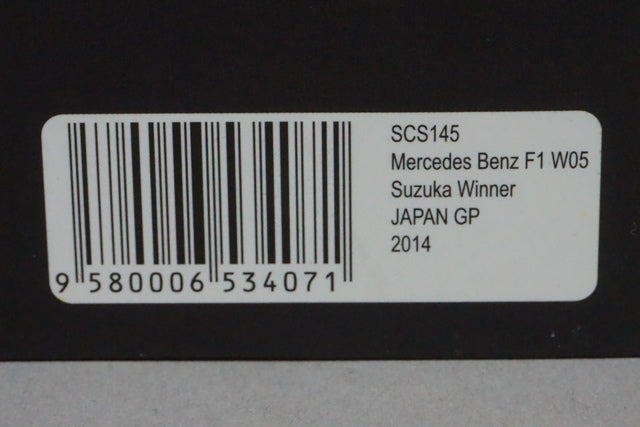 SCS145
Mercedes Benz F1 W05
Suzuka Winner
JAPAN GP
2014
9 580006 534071